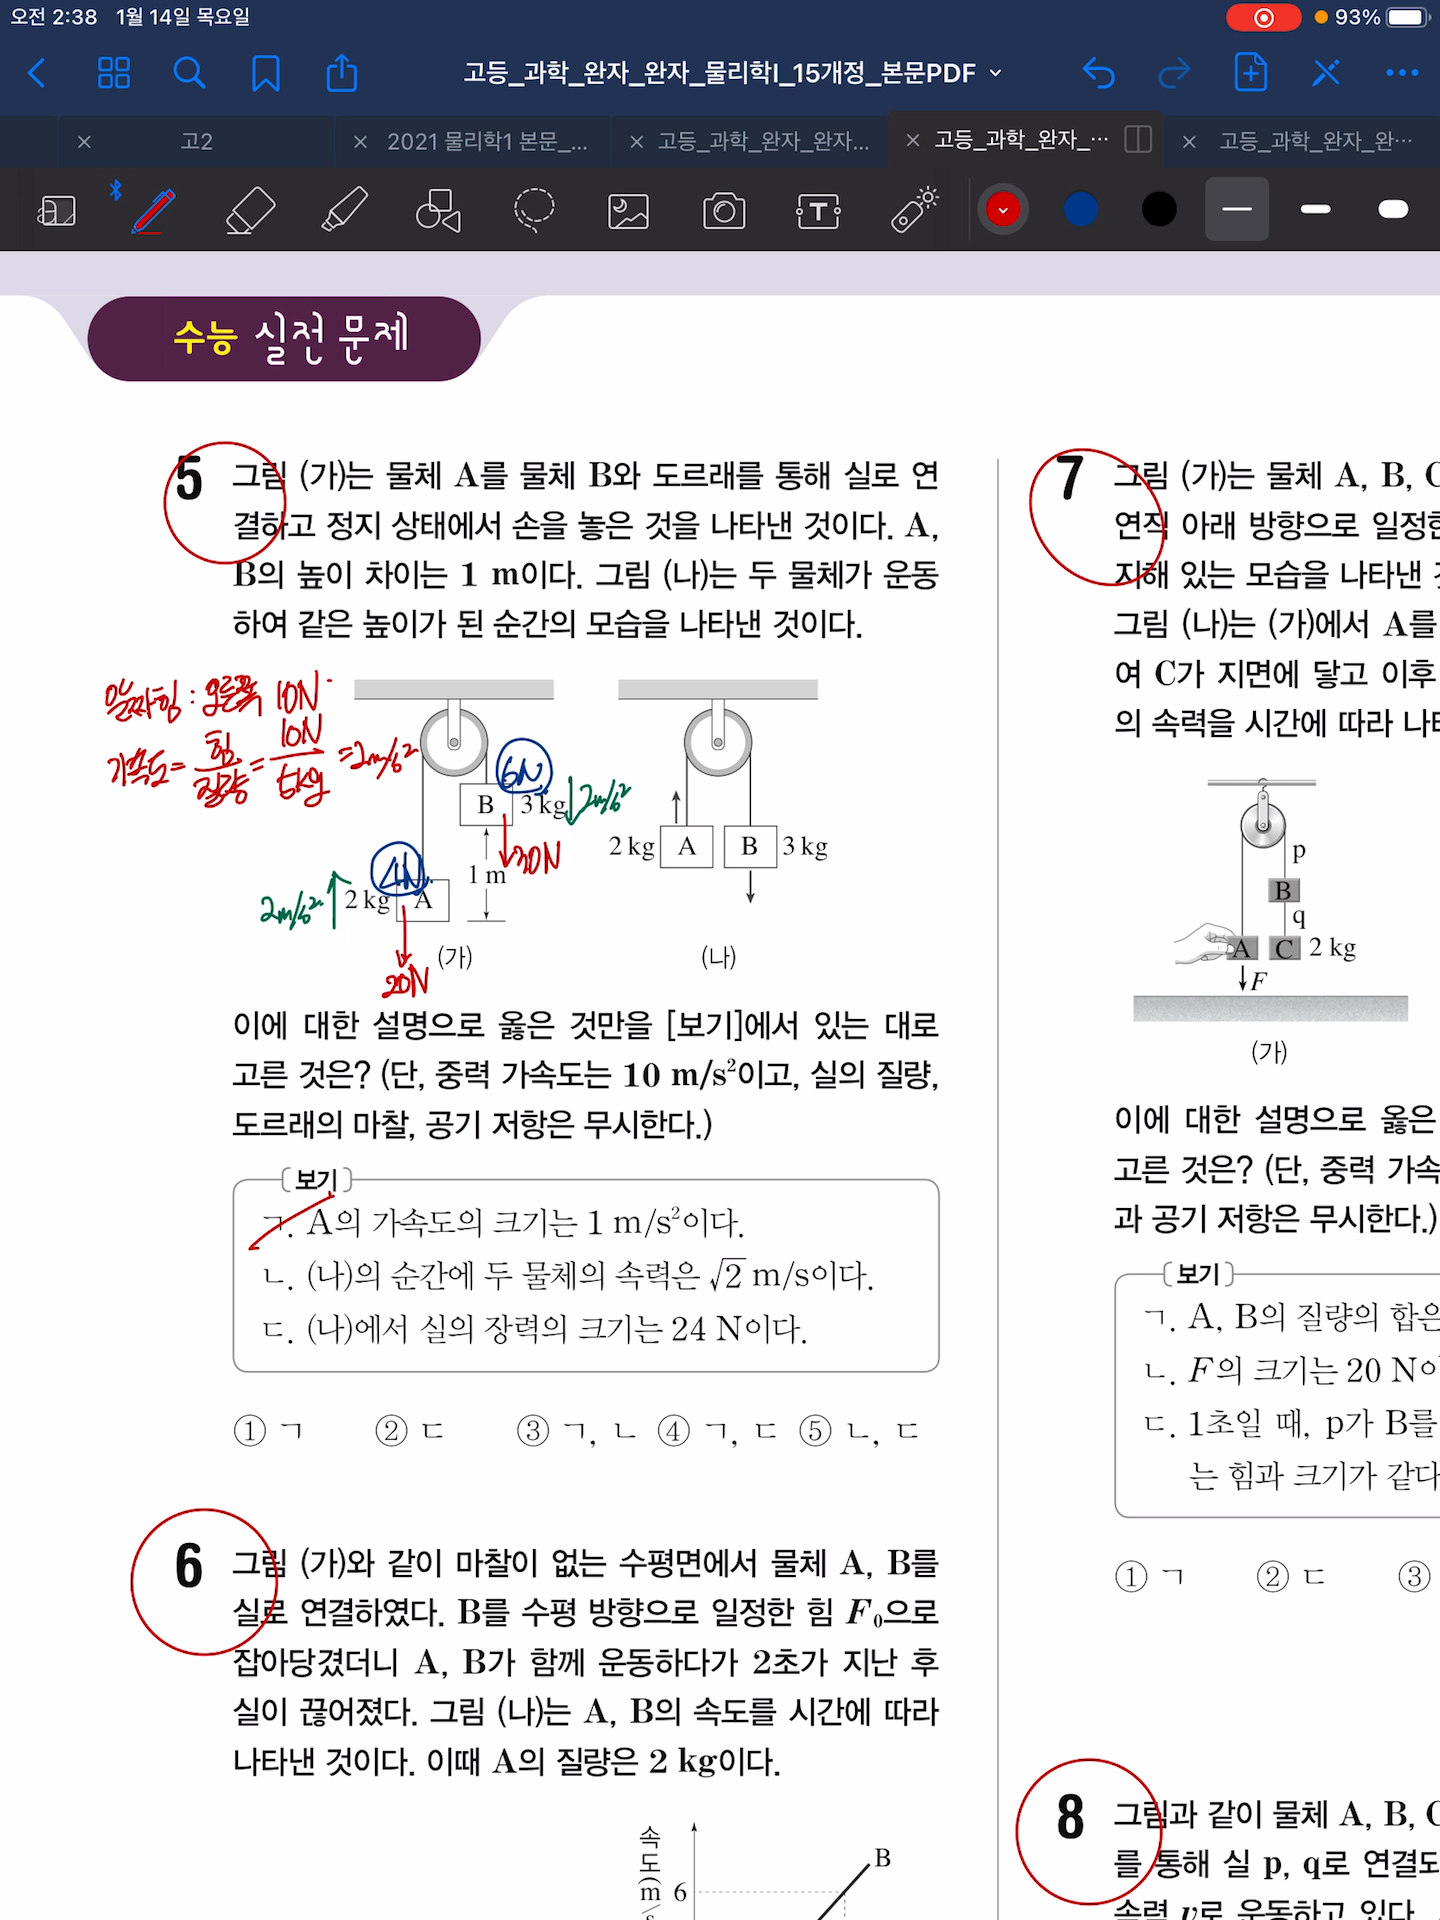 오전 2:38 1월 14일 목요일
93%
고등_과학_완자_완자_물리학I_15개정_본문PDF
고2
2021 물리학1 본문_...
고등_과학_완자_완자...
고등_과학_완자_...
고등_과학_완자_완...
수능 실전 문제
5 그림 (가)는 물체 A를 물체 B와 도르래를 통해 실로 연
결하고 정지 상태에서 손을 놓은 것을 나타낸 것이다. A,
B의 높이 차이는 1 m이다. 그림 (나)는 두 물체가 운동
하여 같은 높이가 된 순간의 모습을 나타낸 것이다.
알짜힘 : 오른쪽 10N
가속도 = 힘/질량 = 10N/5kg = 2m/s²
6N
B 3 kg 2m/s²
30N
1 m
4N
2m/s² 2 kg A
20N
(가)
2 kg A B 3 kg
(나)
이에 대한 설명으로 옳은 것만을 [보기]에서 있는 대로
고른 것은? (단, 중력 가속도는 10 m/s²이고, 실의 질량,
도르래의 마찰, 공기 저항은 무시한다.)
보기
ㄱ. A의 가속도의 크기는 1 m/s²이다.
ㄴ. (나)의 순간에 두 물체의 속력은 √2 m/s이다.
ㄷ. (나)에서 실의 장력의 크기는 24 N이다.
① ㄱ ② ㄷ ③ ㄱ, ㄴ ④ ㄱ, ㄷ ⑤ ㄴ, ㄷ
6 그림 (가)와 같이 마찰이 없는 수평면에서 물체 A, B를
실로 연결하였다. B를 수평 방향으로 일정한 힘 F₀으로
잡아당겼더니 A, B가 함께 운동하다가 2초가 지난 후
실이 끊어졌다. 그림 (나)는 A, B의 속도를 시간에 따라
나타낸 것이다. 이때 A의 질량은 2 kg이다.
속도(m/s
6
B
7 그림 (가)는 물체 A, B, C
연직 아래 방향으로 일정한
지해 있는 모습을 나타낸 것
그림 (나)는 (가)에서 A를
여 C가 지면에 닿고 이후
의 속력을 시간에 따라 나타
p
B
q
A C 2 kg
F
(가)
이에 대한 설명으로 옳은
고른 것은? (단, 중력 가속
과 공기 저항은 무시한다.)
보기
ㄱ. A, B의 질량의 합은
ㄴ. F의 크기는 20 N이
ㄷ. 1초일 때, p가 B를
는 힘과 크기가 같다
① ㄱ ② ㄷ ③
8 그림과 같이 물체 A, B, C
를 통해 실 p, q로 연결되
속력 v로 운동하고 있다.